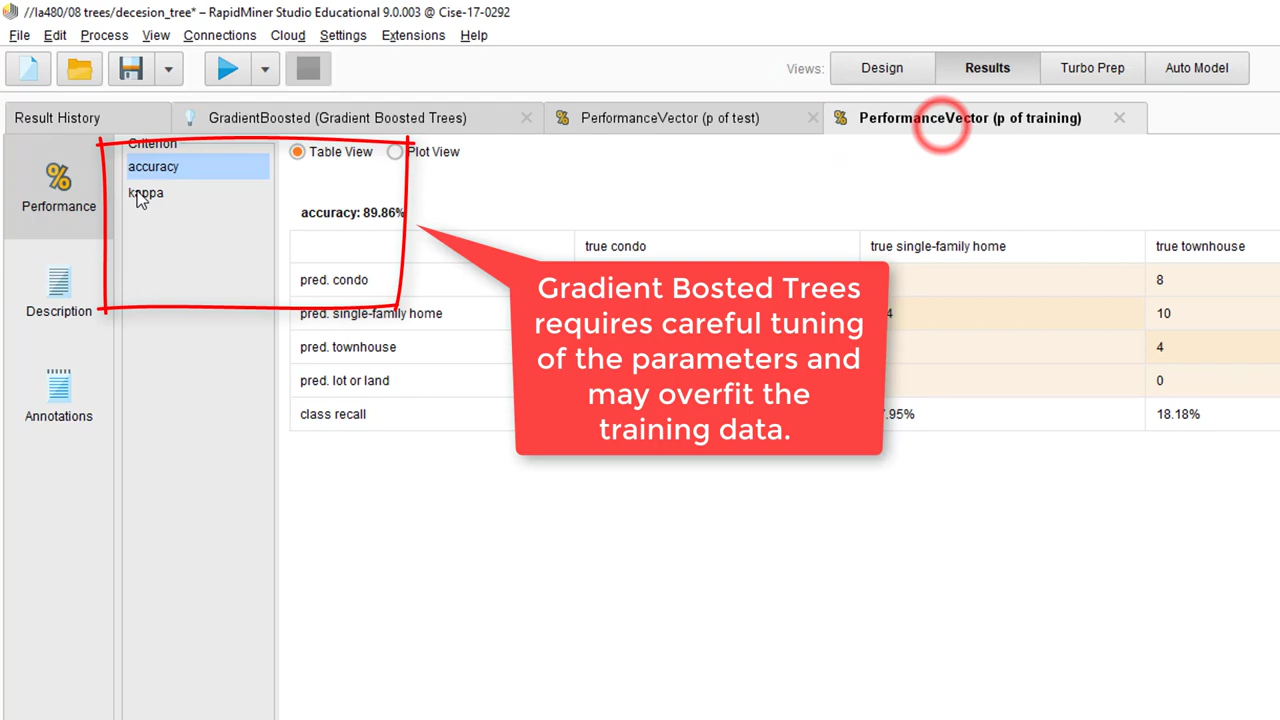 //la480/08 trees/decesion_tree* – RapidMiner Studio Educational 9.0.003 @ Cise-17-0292
File Edit Process View Connections Cloud Settings Extensions Help
Views: Design Results Turbo Prep Auto Model
Result History GradientBoosted (Gradient Boosted Trees) PerformanceVector (p of test) PerformanceVector (p of training)
Performance
Description
Annotations
Criterion
accuracy
kappa
Table View Plot View
accuracy: 89.86%
true condo true single-family home true townhouse
pred. condo 8
pred. single-family home 10
pred. townhouse 4
pred. lot or land 0
class recall 18.18%
Gradient Bosted Trees
requires careful tuning
of the parameters and
may overfit the
training data.